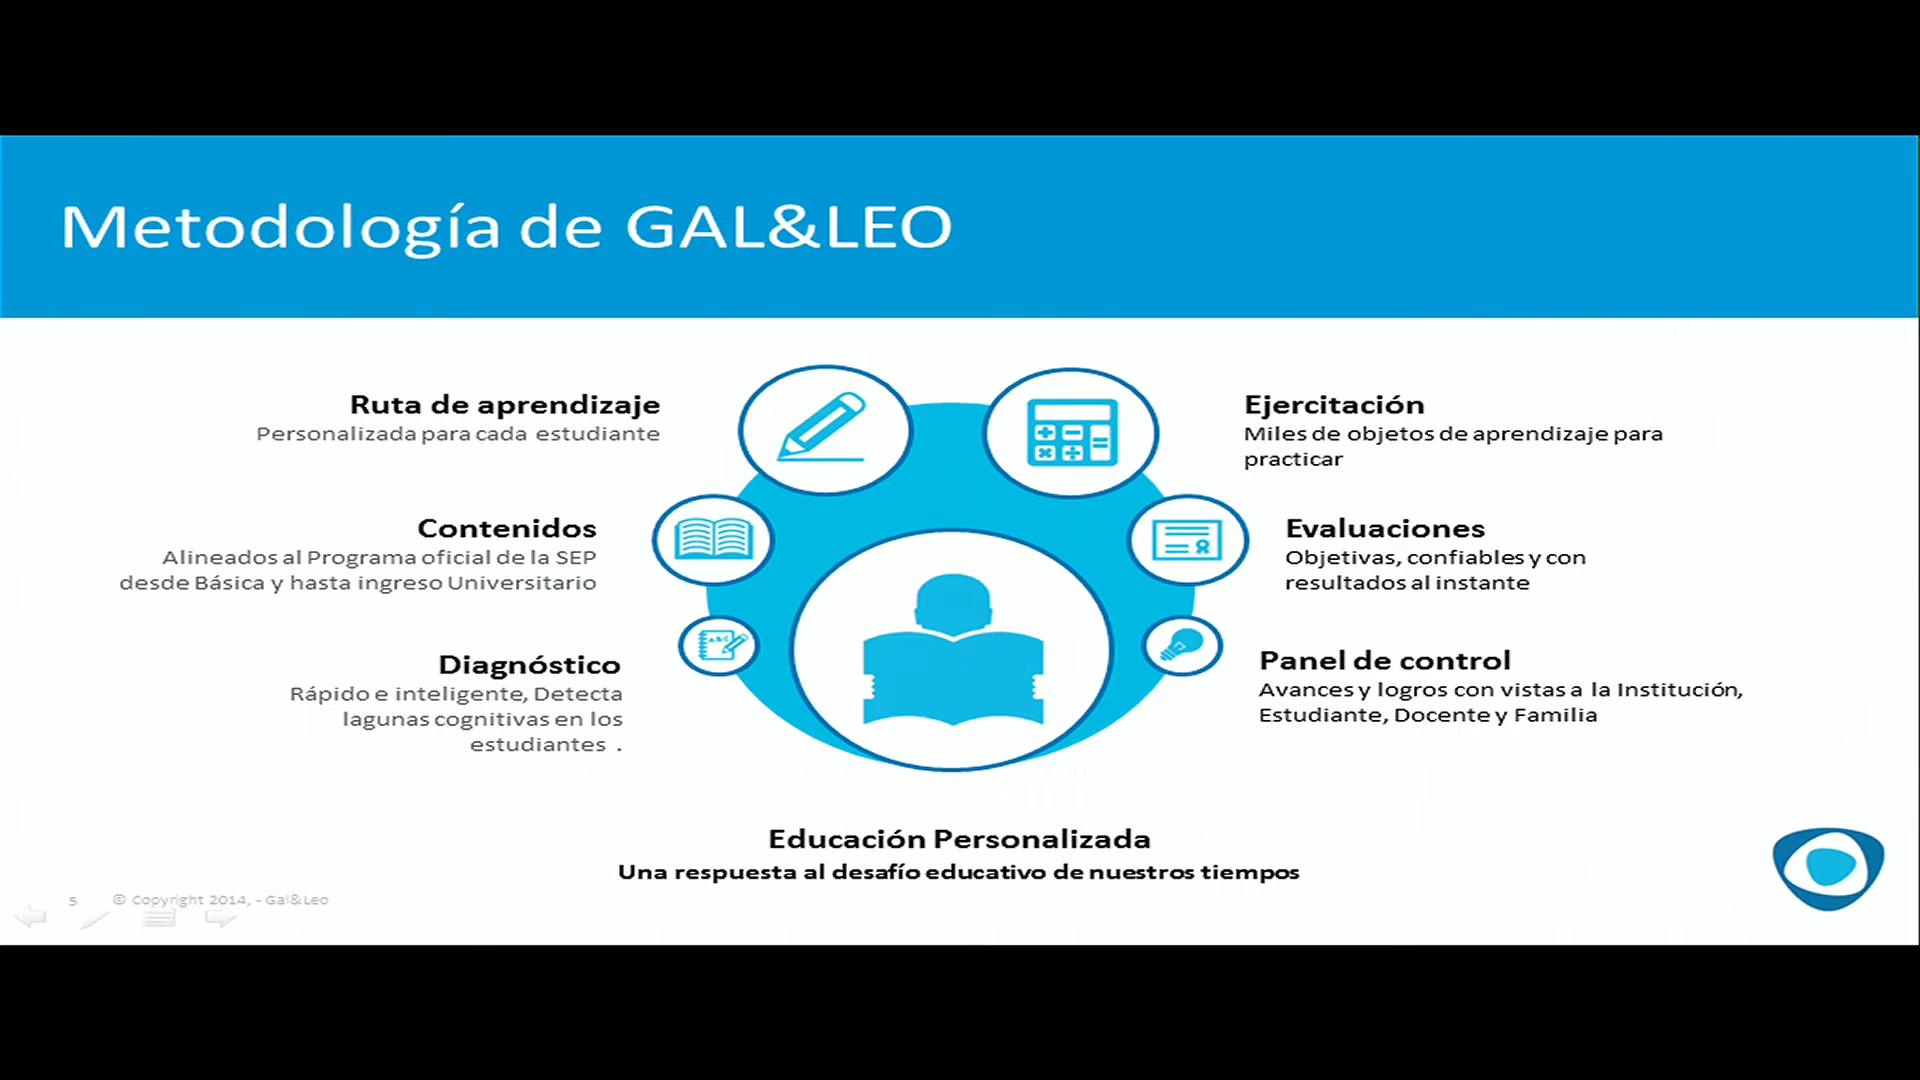 Metodología de GAL&LEO
Ruta de aprendizaje
Personalizada para cada estudiante
Contenidos
Alineados al Programa oficial de la SEP
desde Básica y hasta ingreso Universitario
Diagnóstico
Rápido e inteligente, Detecta
lagunas cognitivas en los
estudiantes .
Ejercitación
Miles de objetos de aprendizaje para
practicar
Evaluaciones
Objetivas, confiables y con
resultados al instante
Panel de control
Avances y logros con vistas a la Institución,
Estudiante, Docente y Familia
ABC
Educación Personalizada
Una respuesta al desafío educativo de nuestros tiempos
5 © Copyright 2014, - Gal&Leo